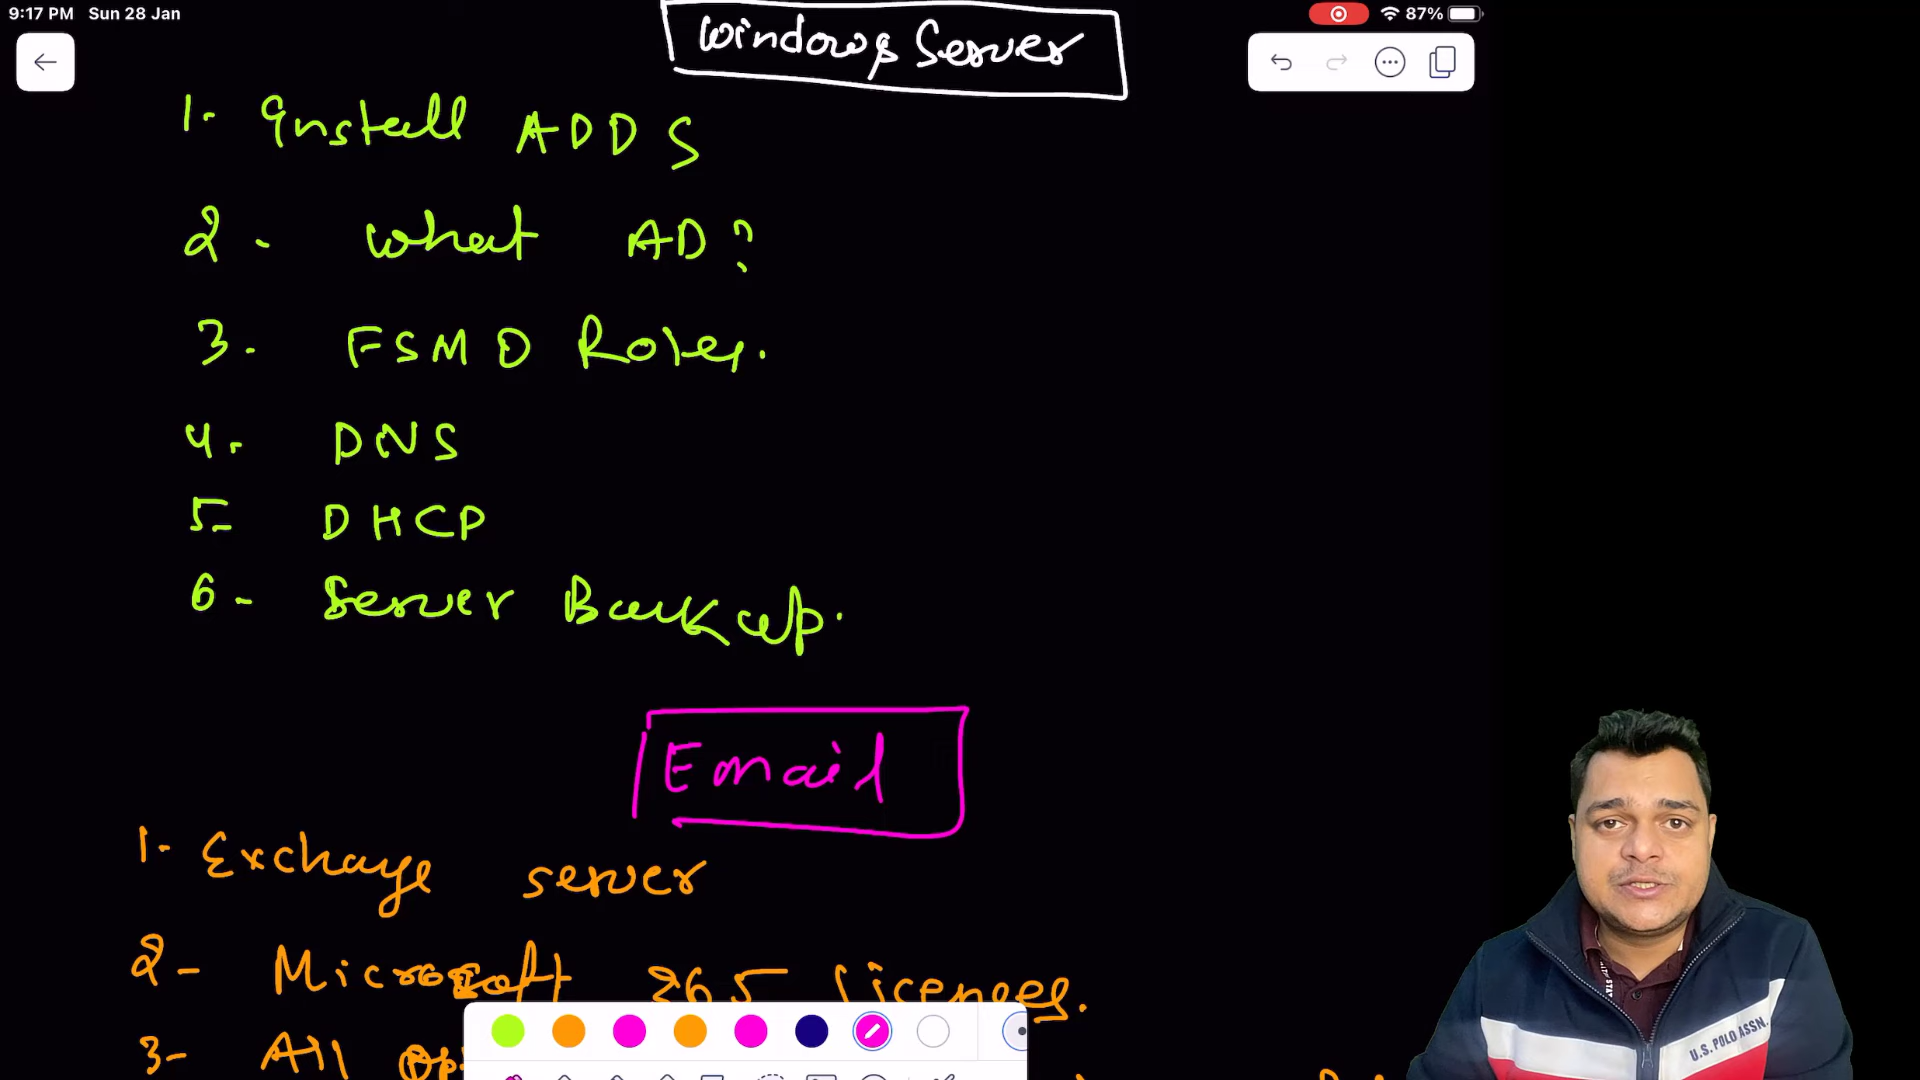 9:17 PM Sun 28 Jan
87%
Windows Server
1- Install ADDS
2- What AD?
3- FSMO Roles.
4- DNS
5- DHCP
6- Server Backup.
Email
1- Exchange server
2- Microsoft 365 licenses.
3- All
U.S. POLO ASSN.